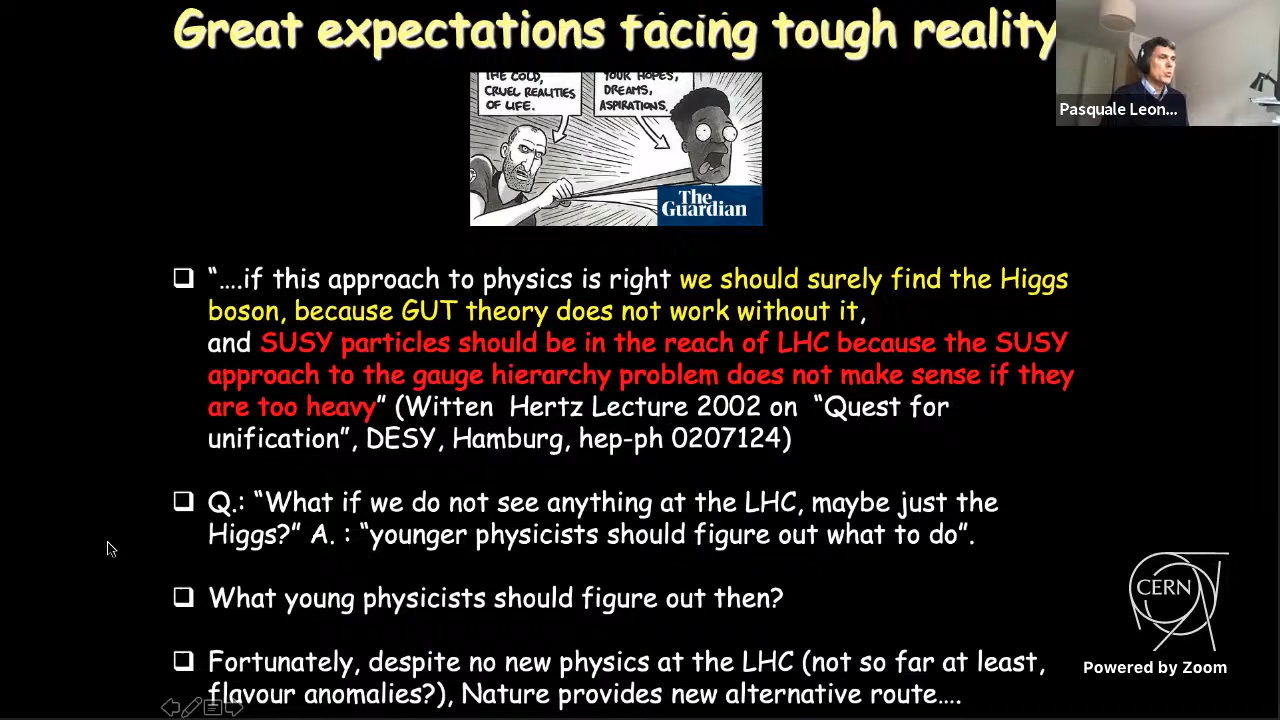 Great expectations facing tough reality
Pasquale Leon...
THE COLD,
CRUEL REALITIES
OF LIFE.
YOUR HOPES,
DREAMS,
ASPIRATIONS.
The
Guardian
❑ “….if this approach to physics is right we should surely find the Higgs
boson, because GUT theory does not work without it,
and SUSY particles should be in the reach of LHC because the SUSY
approach to the gauge hierarchy problem does not make sense if they
are too heavy” (Witten Hertz Lecture 2002 on “Quest for
unification”, DESY, Hamburg, hep-ph 0207124)
❑ Q.: “What if we do not see anything at the LHC, maybe just the
Higgs?” A. : “younger physicists should figure out what to do”.
❑ What young physicists should figure out then?
❑ Fortunately, despite no new physics at the LHC (not so far at least,
flavour anomalies?), Nature provides new alternative route….
CERN
Powered by Zoom